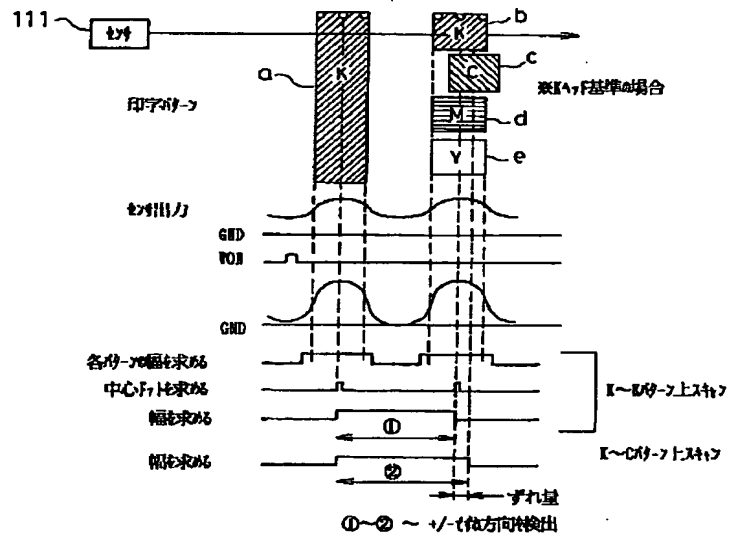 111
センサ
K
a
印字パターン
K
b
C
c
※Kヘッド基準の場合
M
d
Y
e
センサ出力
GND
VON
GND
各パターンの幅を求める
中心ドットを求める
K～Kパターン上スキャン
幅を求める
①
幅を求める
②
K～Cパターン上スキャン
ずれ量
①～② ～ +/-でずれ方向を検出